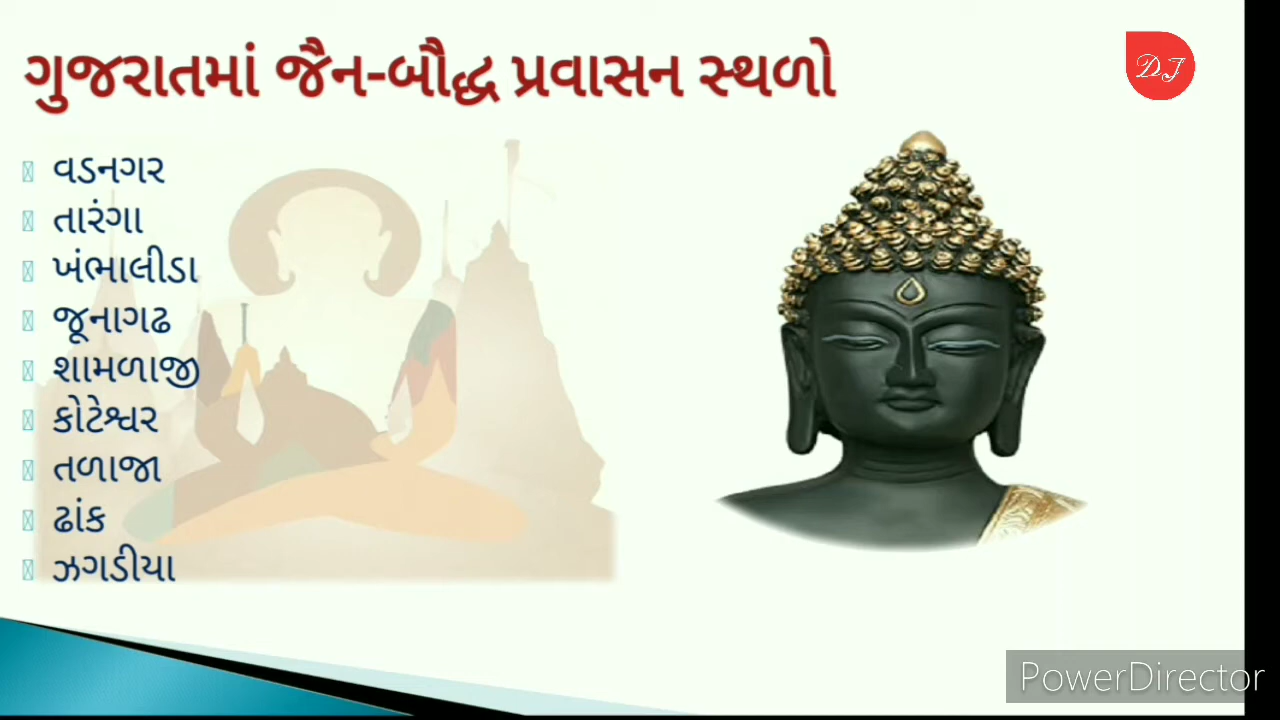 ગુજરાતમાં જૈન-બૌદ્ધ પ્રવાસન સ્થળો
DJ
વડનગર
તારંગા
ખંભાલીડા
જૂનાગઢ
શામળાજી
કોટેશ્વર
તળાજા
ઢાંક
ઝગડીયા
PowerDirector